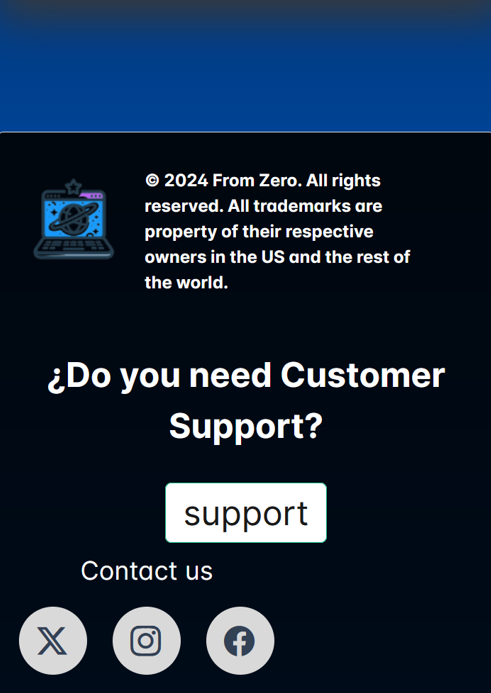 © 2024 From Zero. All rights
reserved. All trademarks are
property of their respective
owners in the US and the rest of
the world.
¿Do you need Customer
Support?
support
Contact us